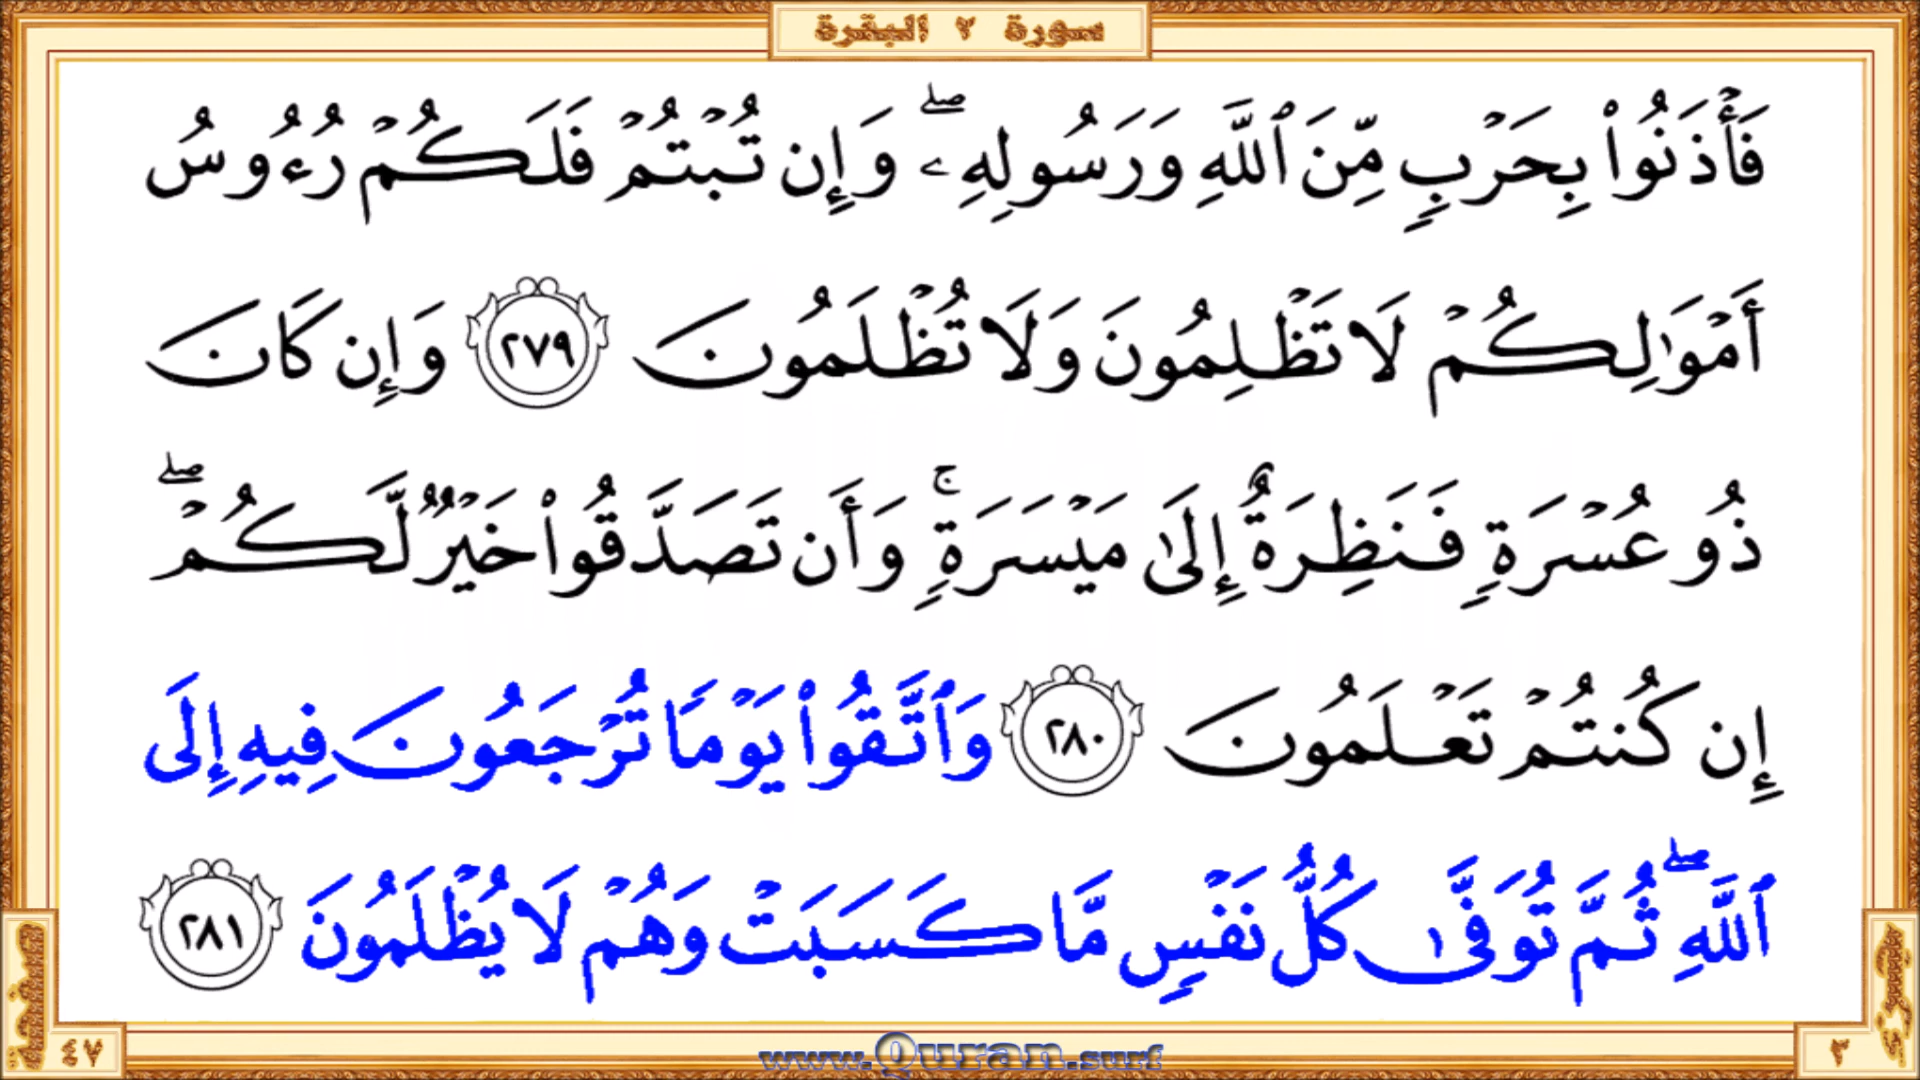 سورة ٢ البقرة
فَأْذَنُوا۟ بِحَرْبٍ مِّنَ ٱللَّهِ وَرَسُولِهِۦ ۖ وَإِن تُبْتُمْ فَلَكُمْ رُءُوسُ
أَمْوَٰلِكُمْ لَا تَظْلِمُونَ وَلَا تُظْلَمُونَ ٢٧٩ وَإِن كَانَ
ذُو عُسْرَةٍ فَنَظِرَةٌ إِلَىٰ مَيْسَرَةٍ ۚ وَأَن تَصَدَّقُوا۟ خَيْرٌ لَّكُمْ ۖ
إِن كُنتُمْ تَعْلَمُونَ ٢٨٠ وَٱتَّقُوا۟ يَوْمًا تُرْجَعُونَ فِيهِ إِلَى
ٱللَّهِ ۖ ثُمَّ تُوَفَّىٰ كُلُّ نَفْسٍ مَّا كَسَبَتْ وَهُمْ لَا يُظْلَمُونَ ٢٨١
٣
www.Quran.surf
الصفحة
٤٧